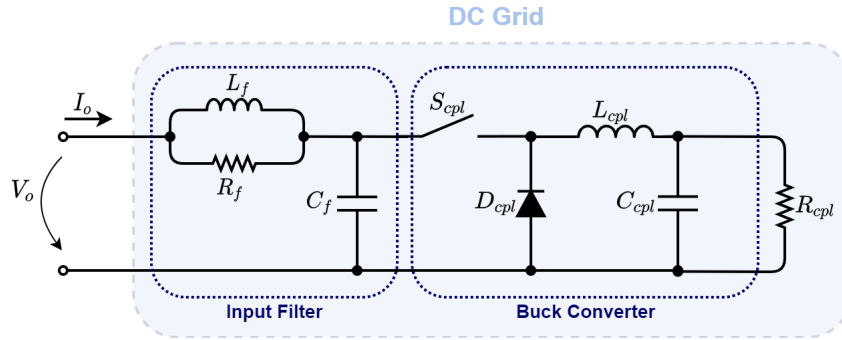 DC Grid
I_o
L_f
S_cpl
L_cpl
V_o
R_f
C_f
D_cpl
C_cpl
R_cpl
Input Filter
Buck Converter